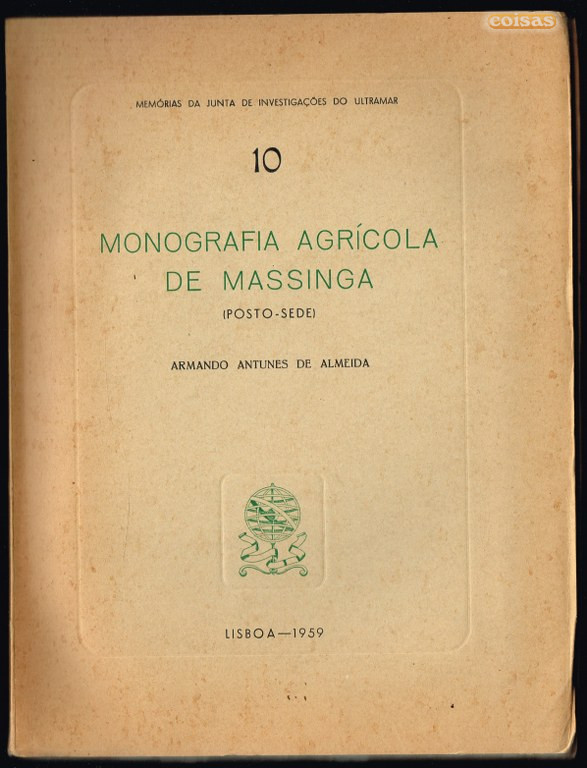 coisas
MEMÓRIAS DA JUNTA DE INVESTIGAÇÕES DO ULTRAMAR
10
MONOGRAFIA AGRÍCOLA
DE MASSINGA
(POSTO-SEDE)
ARMANDO ANTUNES DE ALMEIDA
LISBOA—1959